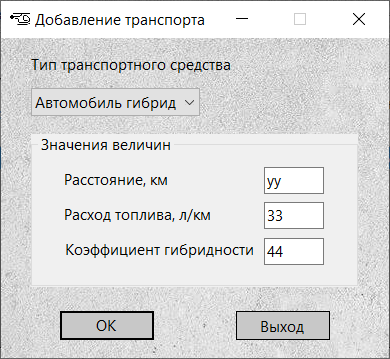 Добавление транспорта
Тип транспортного средства
Автомобиль гибрид
Значения величин
Расстояние, км
yy
Расход топлива, л/км
33
Коэффициент гибридности
44
OK
Выход